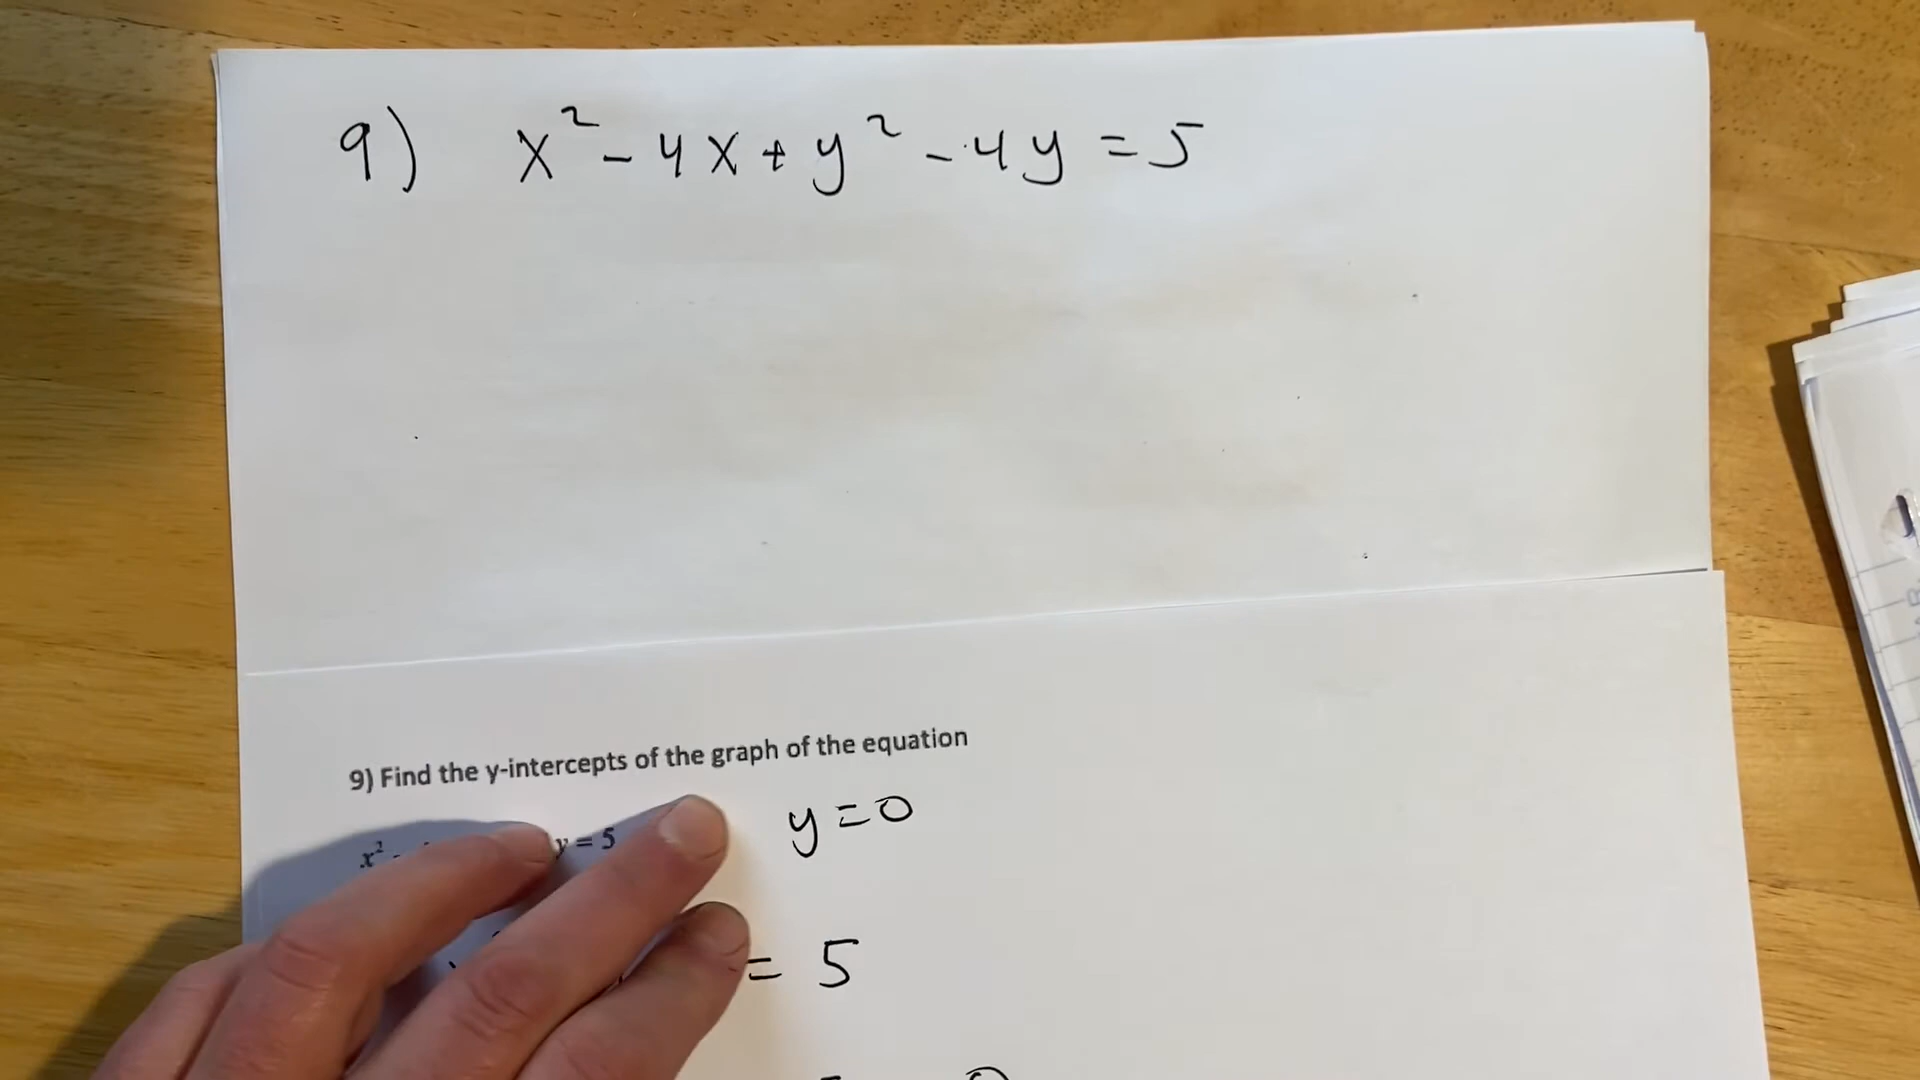 9) x² - 4x + y² - 4y = 5
9) Find the y-intercepts of the graph of the equation
y = 0
x² - y = 5
= 5